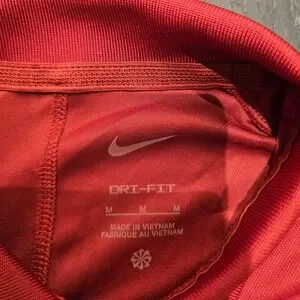 DRI-FIT
M M M
MADE IN VIETNAM
FABRIQUÉ AU VIETNAM